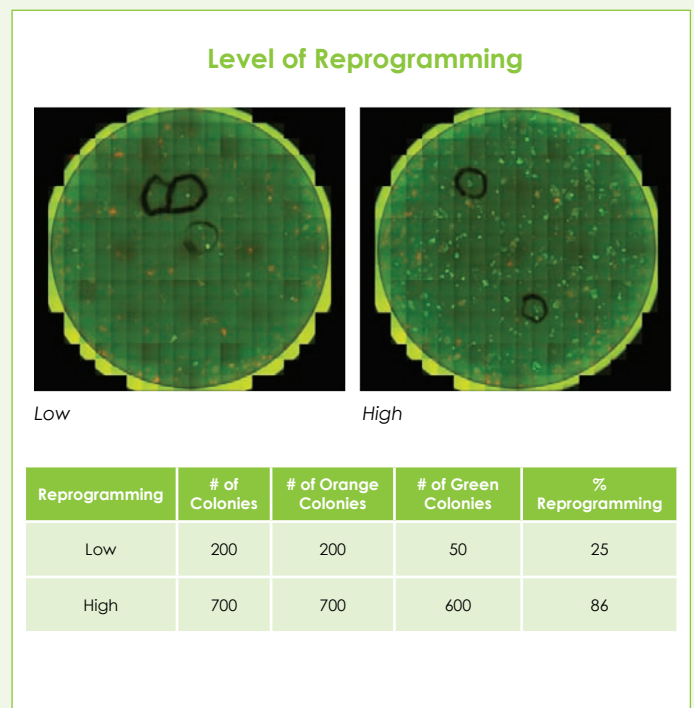 Level of Reprogramming
Low
High
Reprogramming
# of
Colonies
# of Orange
Colonies
# of Green
Colonies
%
Reprogramming
Low 200 200 50 25
High 700 700 600 86